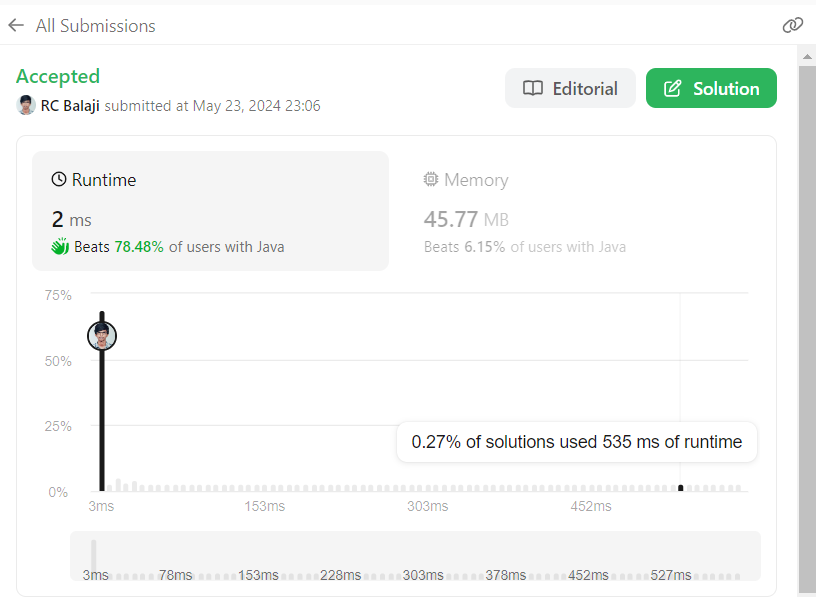 All Submissions
Accepted
RC Balaji submitted at May 23, 2024 23:06
Editorial
Solution
Runtime
2 ms
Beats 78.48% of users with Java
Memory
45.77 MB
Beats 6.15% of users with Java
75%
50%
25%
0%
0.27% of solutions used 535 ms of runtime
3ms 153ms 303ms 452ms
3ms 78ms 153ms 228ms 303ms 378ms 452ms 527ms